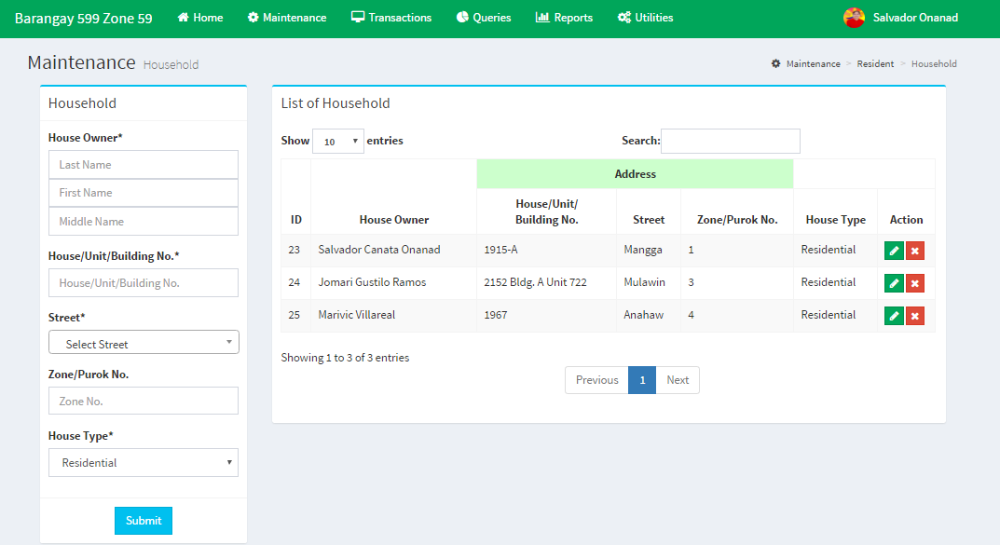 Barangay 599 Zone 59 Home Maintenance Transactions Queries Reports Utilities Salvador Onanad
Maintenance Household
Maintenance > Resident > Household
Household
House Owner*
Last Name
First Name
Middle Name
House/Unit/Building No.*
House/Unit/Building No.
Street*
Select Street
Zone/Purok No.
Zone No.
House Type*
Residential
Submit
List of Household
Show 10 entries Search:
Address
House/Unit/
ID House Owner Building No. Street Zone/Purok No. House Type Action
23 Salvador Canata Onanad 1915-A Mangga 1 Residential
24 Jomari Gustilo Ramos 2152 Bldg. A Unit 722 Mulawin 3 Residential
25 Marivic Villareal 1967 Anahaw 4 Residential
Showing 1 to 3 of 3 entries
Previous 1 Next